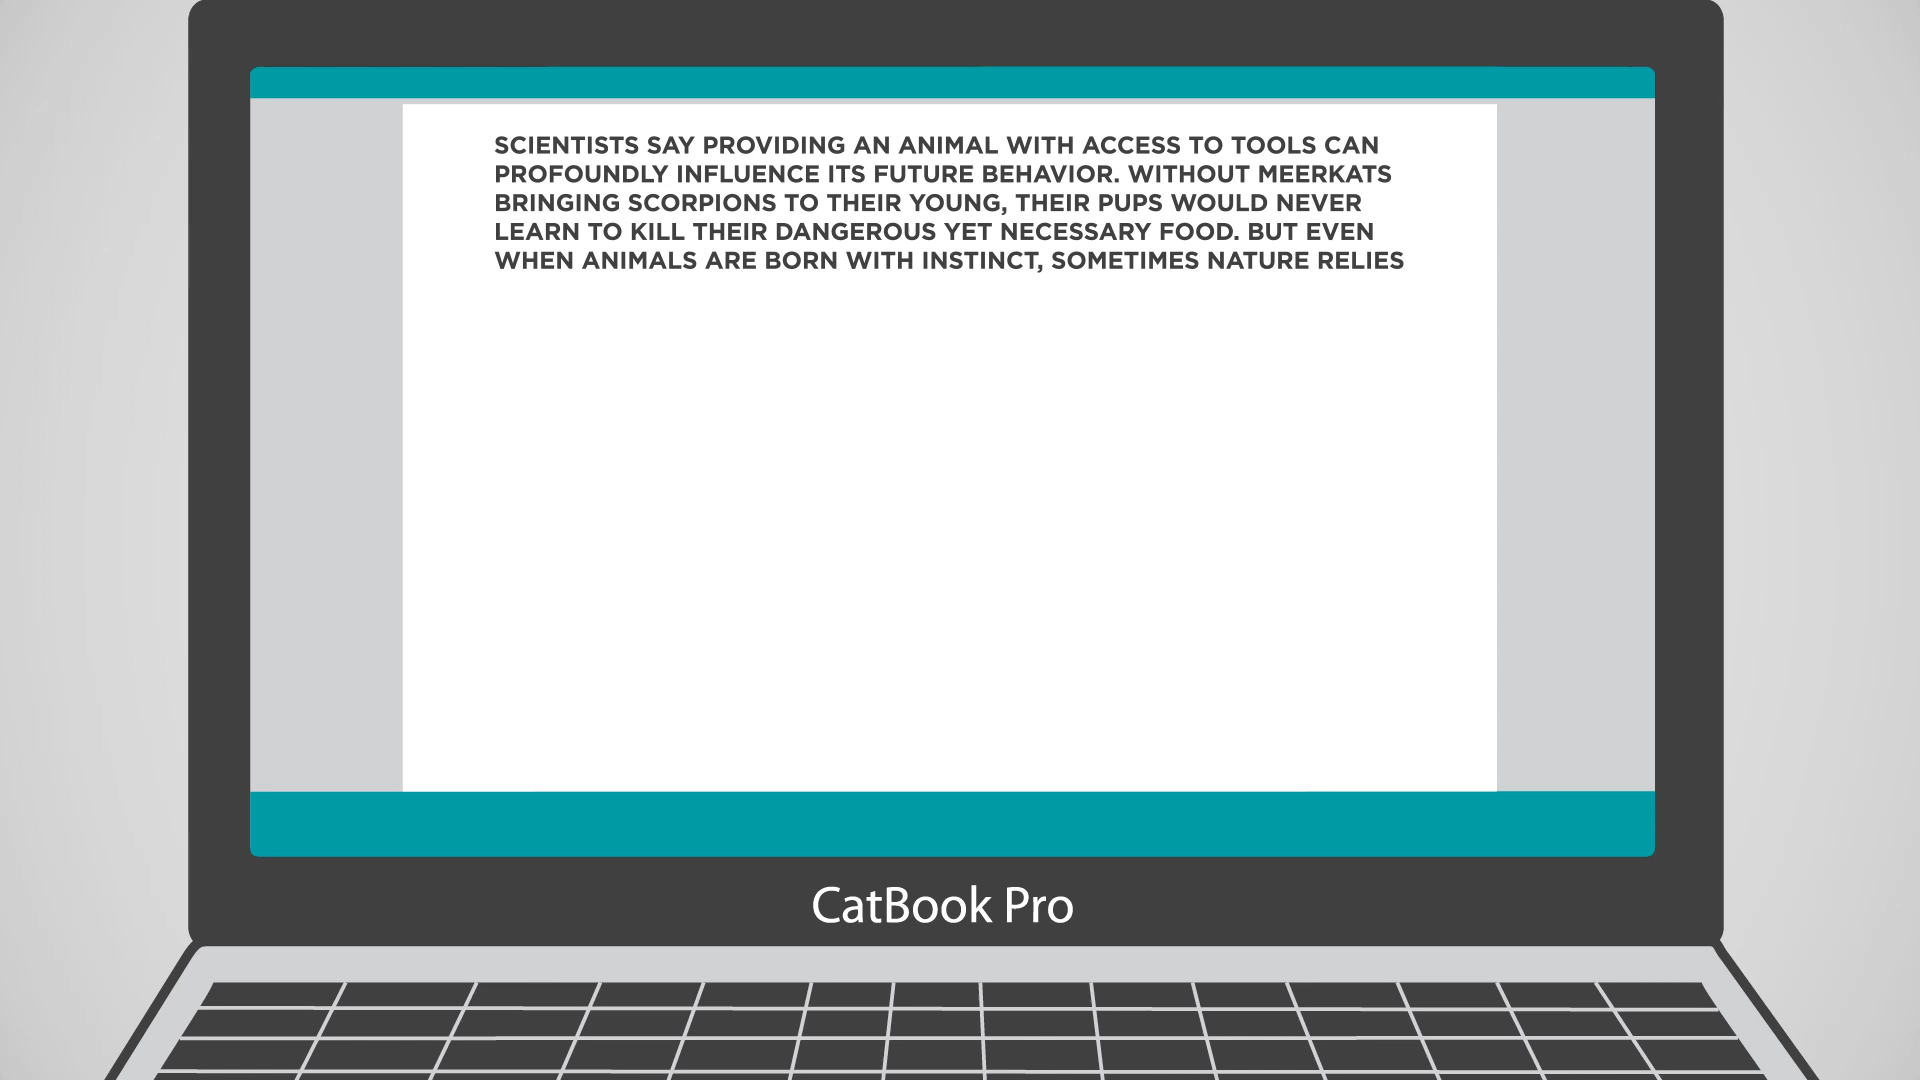 SCIENTISTS SAY PROVIDING AN ANIMAL WITH ACCESS TO TOOLS CAN
PROFOUNDLY INFLUENCE ITS FUTURE BEHAVIOR. WITHOUT MEERKATS
BRINGING SCORPIONS TO THEIR YOUNG, THEIR PUPS WOULD NEVER
LEARN TO KILL THEIR DANGEROUS YET NECESSARY FOOD. BUT EVEN
WHEN ANIMALS ARE BORN WITH INSTINCT, SOMETIMES NATURE RELIES
CatBook Pro